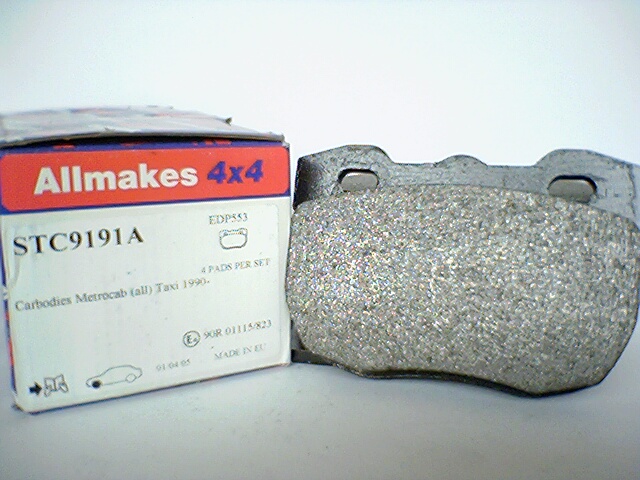 Allmakes 4x4
STC9191A
EDP553
4 PADS PER SET
Carbodies Metrocab (all) Taxi 1990-
90R 01115/823
MADE IN EU
01 04 05